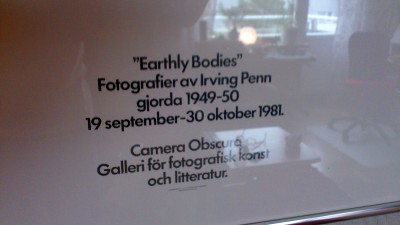 "Earthly Bodies"
Fotografier av Irving Penn
gjorda 1949-50
19 september-30 oktober 1981.
Camera Obscura
Galleri för fotografisk konst
och litteratur.